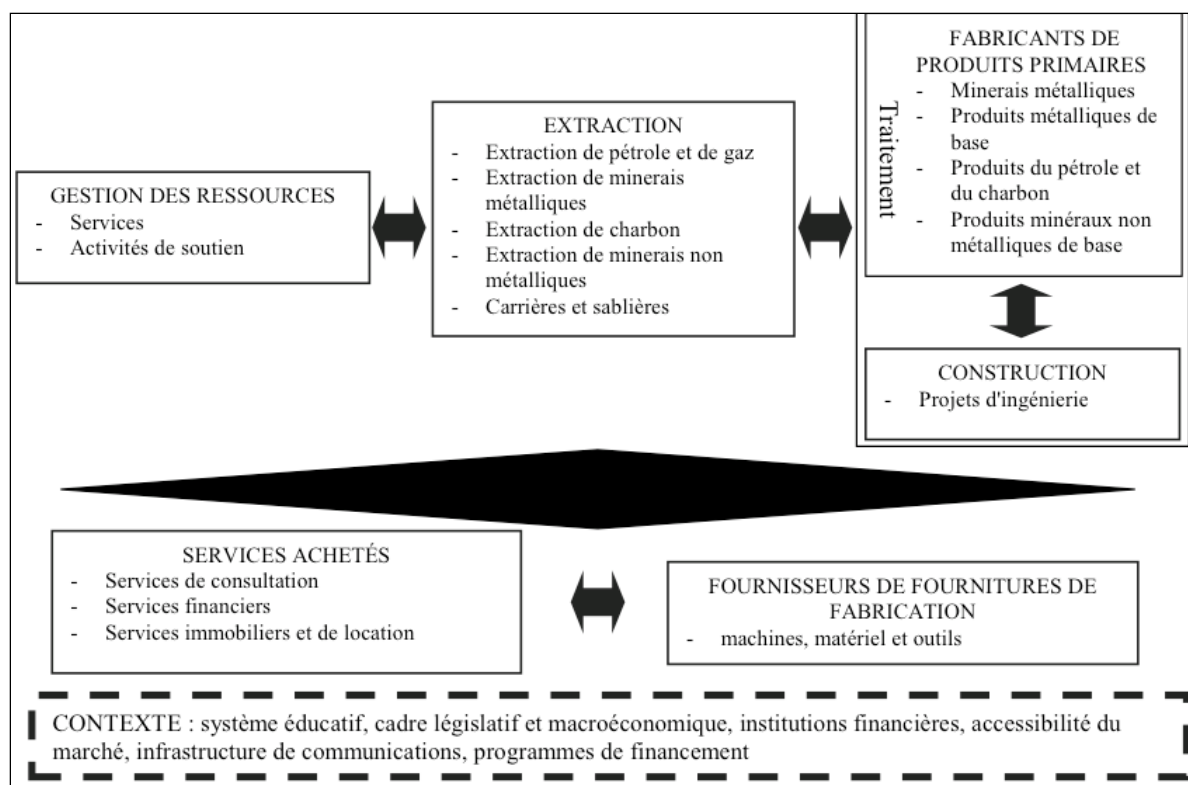 GESTION DES RESSOURCES
- Services
- Activités de soutien
EXTRACTION
- Extraction de pétrole et de gaz
- Extraction de minerais
métalliques
- Extraction de charbon
- Extraction de minerais non
métalliques
- Carrières et sablières
Traitement
FABRICANTS DE
PRODUITS PRIMAIRES
- Minerais métalliques
- Produits métalliques de
base
- Produits du pétrole et
du charbon
- Produits minéraux non
métalliques de base
CONSTRUCTION
- Projets d'ingénierie
SERVICES ACHETÉS
- Services de consultation
- Services financiers
- Services immobiliers et de location
FOURNISSEURS DE FOURNITURES DE
FABRICATION
- machines, matériel et outils
CONTEXTE : système éducatif, cadre législatif et macroéconomique, institutions financières, accessibilité du
marché, infrastructure de communications, programmes de financement